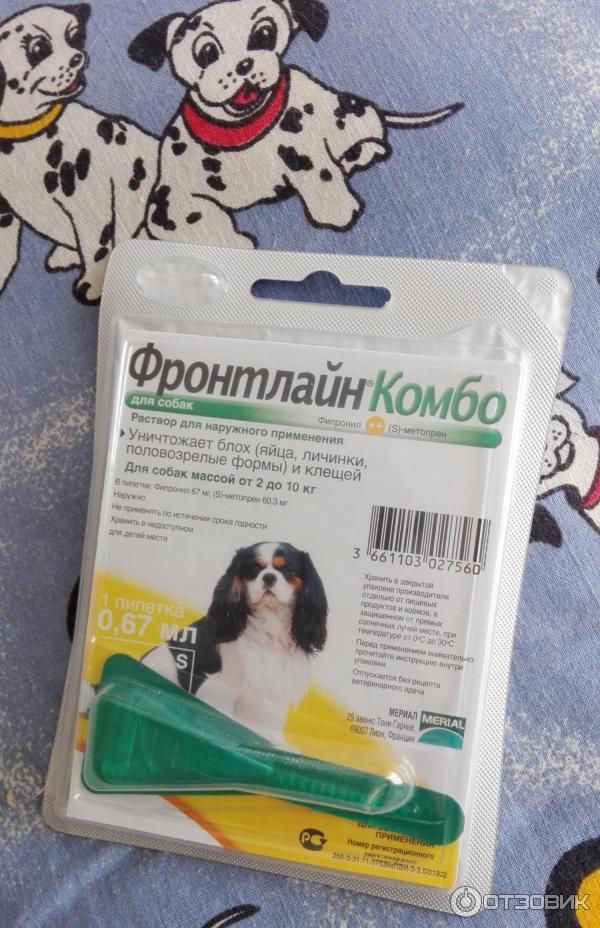 Фронтлайн® Комбо
для собак
Фипронил ++ (S)-метопрен
Раствор для наружного применения
Уничтожает блох (яйца, личинки,
половозрелые формы) и клещей
Для собак массой от 2 до 10 кг
В пипетке: Фипронил 67 мг, (S)-метопрен 60,3 мг
Наружно
Не применять по истечении срока годности
Хранить в недоступном
для детей месте
3 661103 027560
1 пипетка
0,67 мл
S
Хранить в закрытой
упаковке производителя
отдельно от пищевых
продуктов и кормов, в
защищенном от прямых
солнечных лучей месте, при
температуре от 0ºС до 30ºС
Перед применением внимательно
прочитайте инструкцию внутри
упаковки
Отпускается без рецепта
ветеринарного врача
МЕРИАЛ
29 авеню Тони Гарнье,
69007 Лион, Франция
MERIAL
РС
ПРИМЕНЕНИЯ
Номер регистрационного
удостоверения
ОТЗОВИК